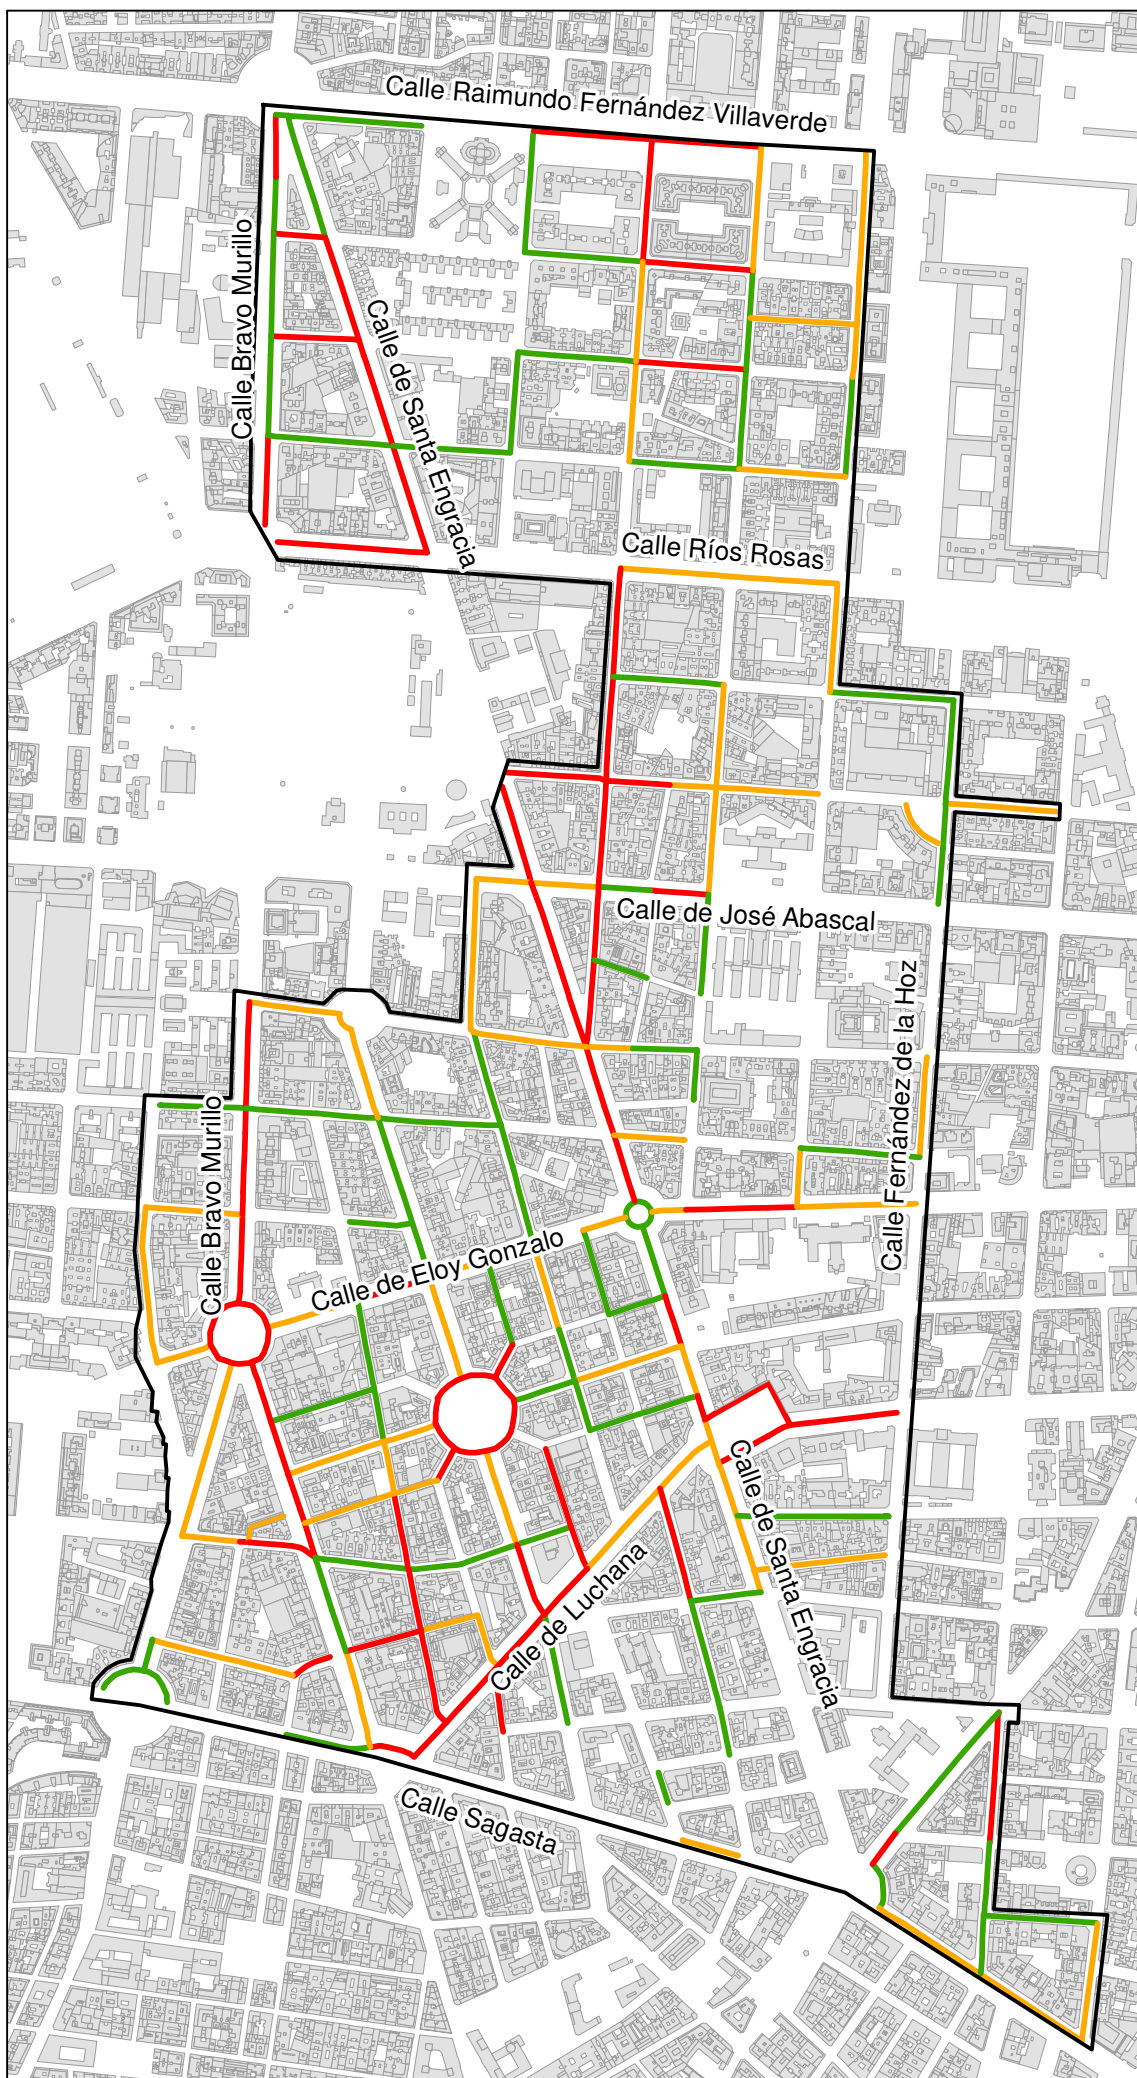 Calle Raimundo Fernández Villaverde
Calle Bravo Murillo
Calle de Santa Engracia
Calle Ríos Rosas
Calle de José Abascal
Calle Fernández de la Hoz
Calle Bravo Murillo
Calle de Eloy Gonzalo
Calle de Luchana
Calle de Santa Engracia
Calle Sagasta